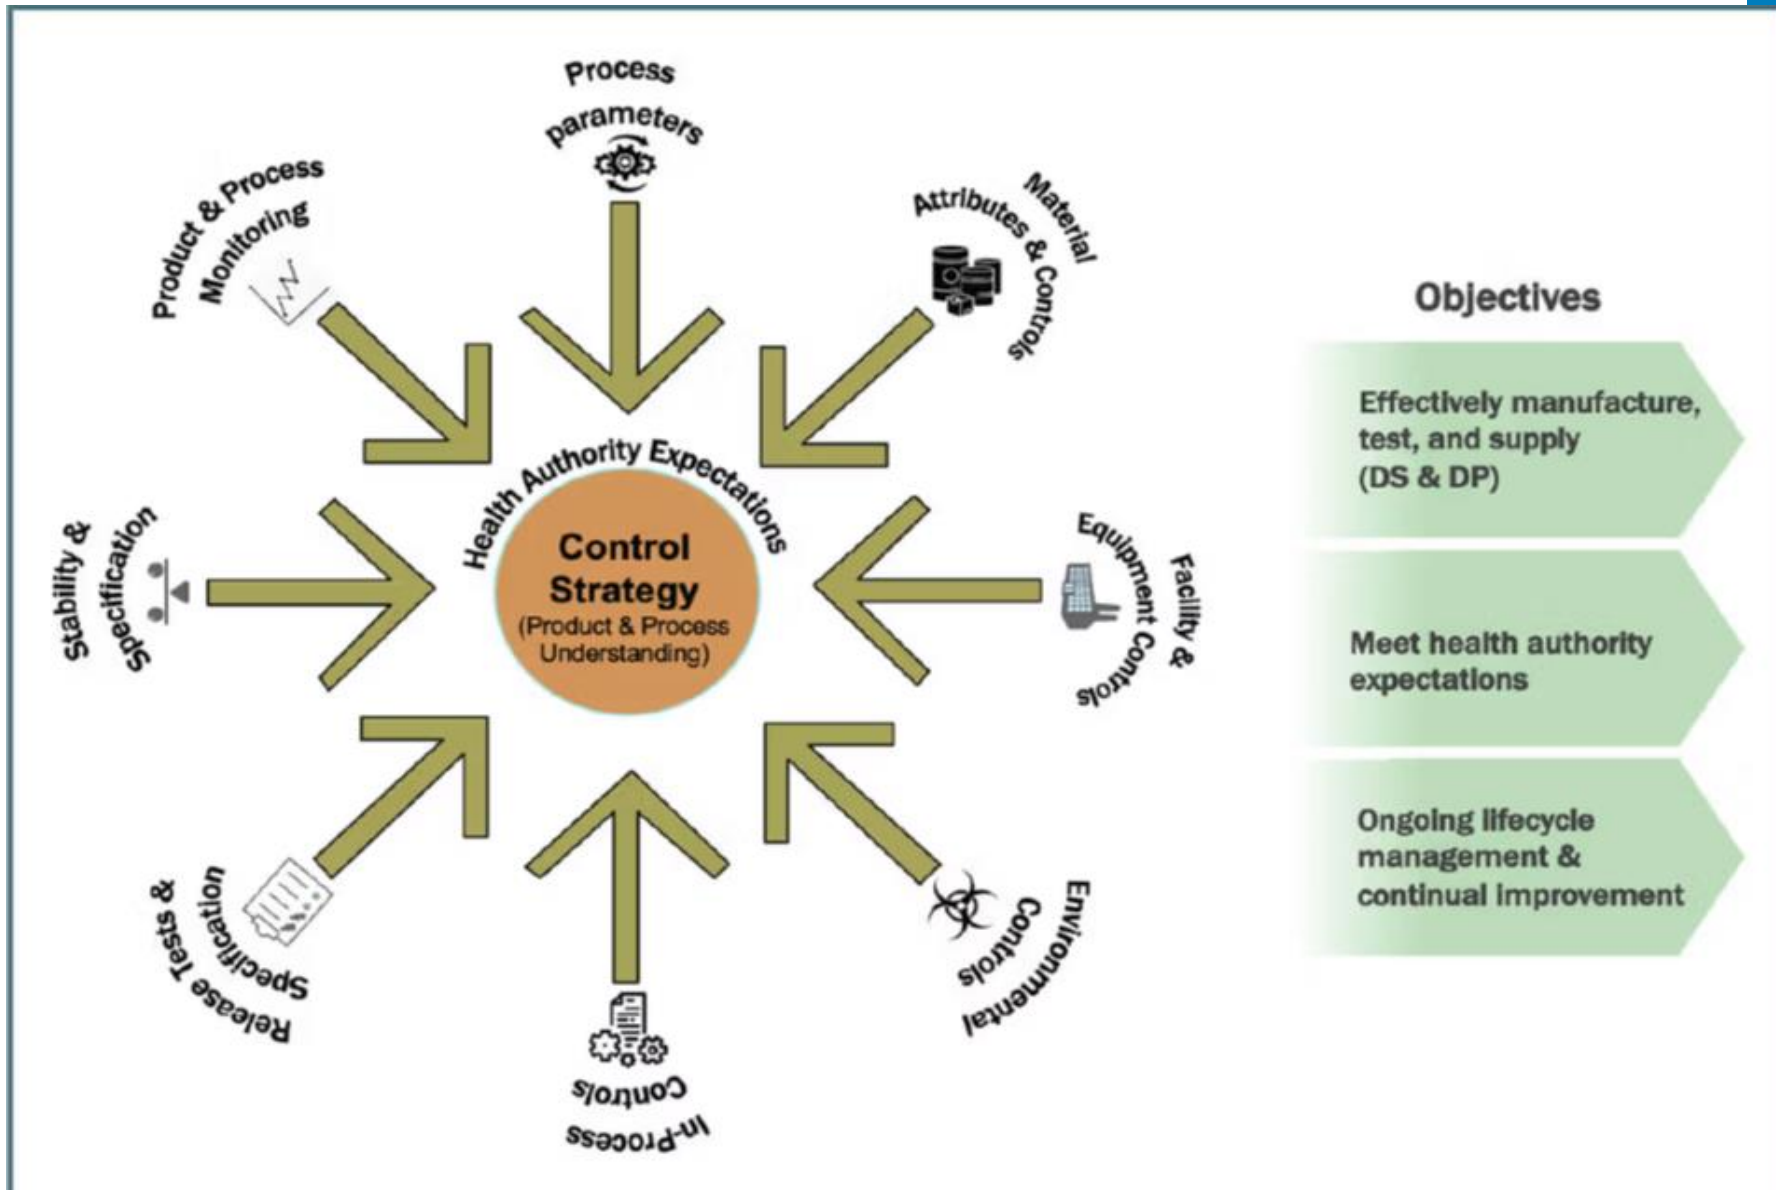 Process
parameters
Material
Attributes & Controls
Facility &
Equipment Controls
Environmental
Controls
In-Process
Controls
Release Tests &
Specification
Stability &
Specification
Product & Process
Monitoring
Health Authority Expectations
Control
Strategy
(Product & Process
Understanding)
Objectives
Effectively manufacture,
test, and supply
(DS & DP)
Meet health authority
expectations
Ongoing lifecycle
management &
continual improvement